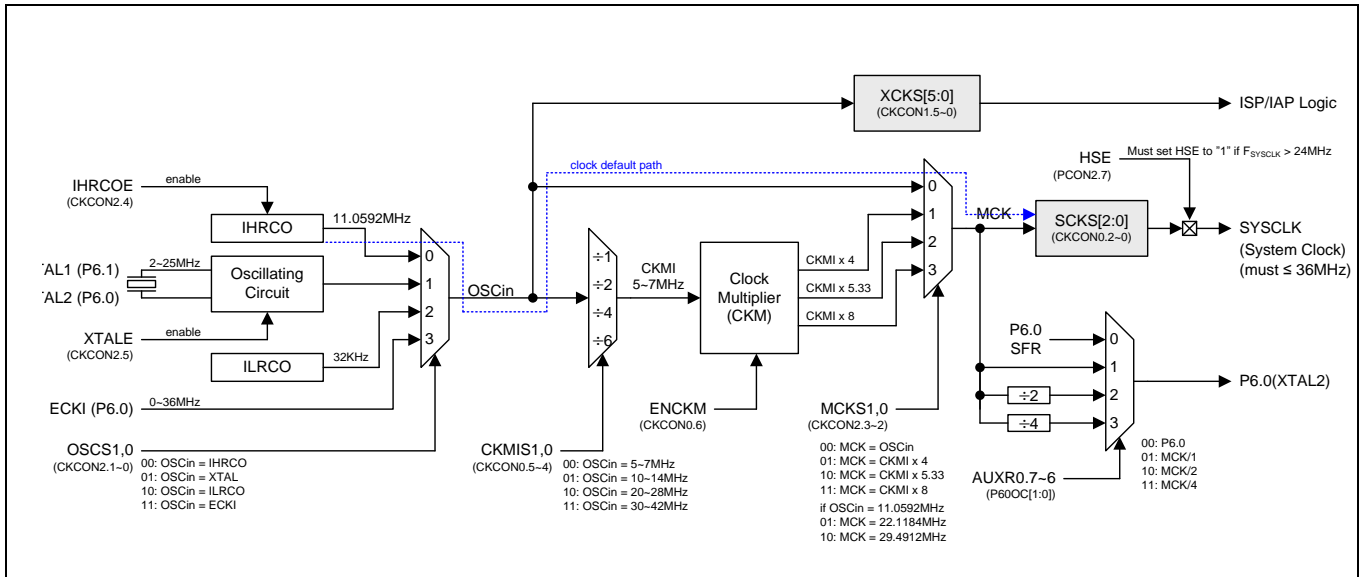 XCKS[5:0]
(CKCON1.5~0)
ISP/IAP Logic
clock default path
Must set HSE to "1" if FSYSCLK > 24MHz
HSE
(PCON2.7)
IHRCOE
(CKCON2.4)
enable
IHRCO
11.0592MHz
MCK
SCKS[2:0]
(CKCON0.2~0)
SYSCLK
(System Clock)
(must ≤ 36MHz)
TAL1 (P6.1)
TAL2 (P6.0)
2~25MHz
Oscillating
Circuit
XTALE
(CKCON2.5)
enable
ILRCO
32KHz
ECKI (P6.0)
0~36MHz
0
1
2
3
OSCin
÷1
÷2
÷4
÷6
CKMI
5~7MHz
Clock
Multiplier
(CKM)
CKMI x 4
CKMI x 5.33
CKMI x 8
0
1
2
3
P6.0
SFR
÷2
÷4
0
1
2
3
P6.0(XTAL2)
OSCS1,0
(CKCON2.1~0)
00: OSCin = IHRCO
01: OSCin = XTAL
10: OSCin = ILRCO
11: OSCin = ECKI
CKMIS1,0
(CKCON0.5~4)
00: OSCin = 5~7MHz
01: OSCin = 10~14MHz
10: OSCin = 20~28MHz
11: OSCin = 30~42MHz
ENCKM
(CKCON0.6)
MCKS1,0
(CKCON2.3~2)
00: MCK = OSCin
01: MCK = CKMI x 4
10: MCK = CKMI x 5.33
11: MCK = CKMI x 8
if OSCin = 11.0592MHz
01: MCK = 22.1184MHz
10: MCK = 29.4912MHz
AUXR0.7~6
(P60OC[1:0])
00: P6.0
01: MCK/1
10: MCK/2
11: MCK/4